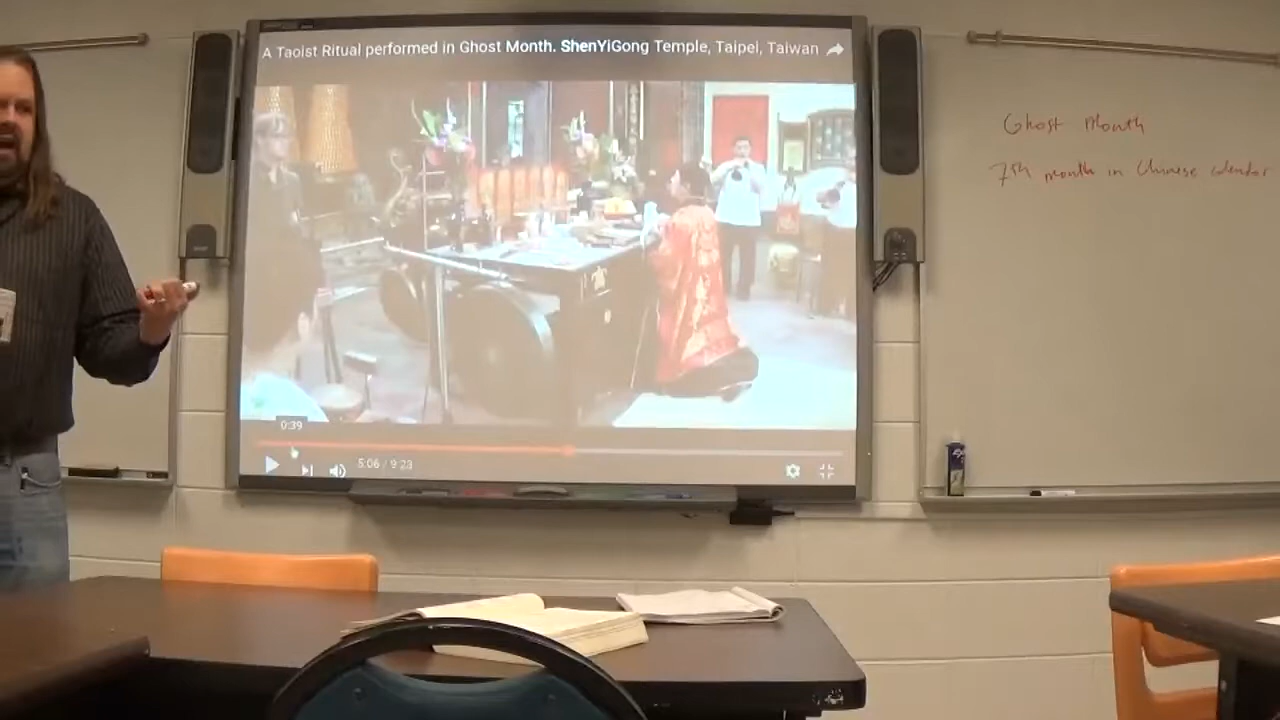 A Taoist Ritual performed in Ghost Month. ShenYiGong Temple, Taipei, Taiwan
Ghost Month
7th month in Chinese calendar
0:39
5:06 / 9:23